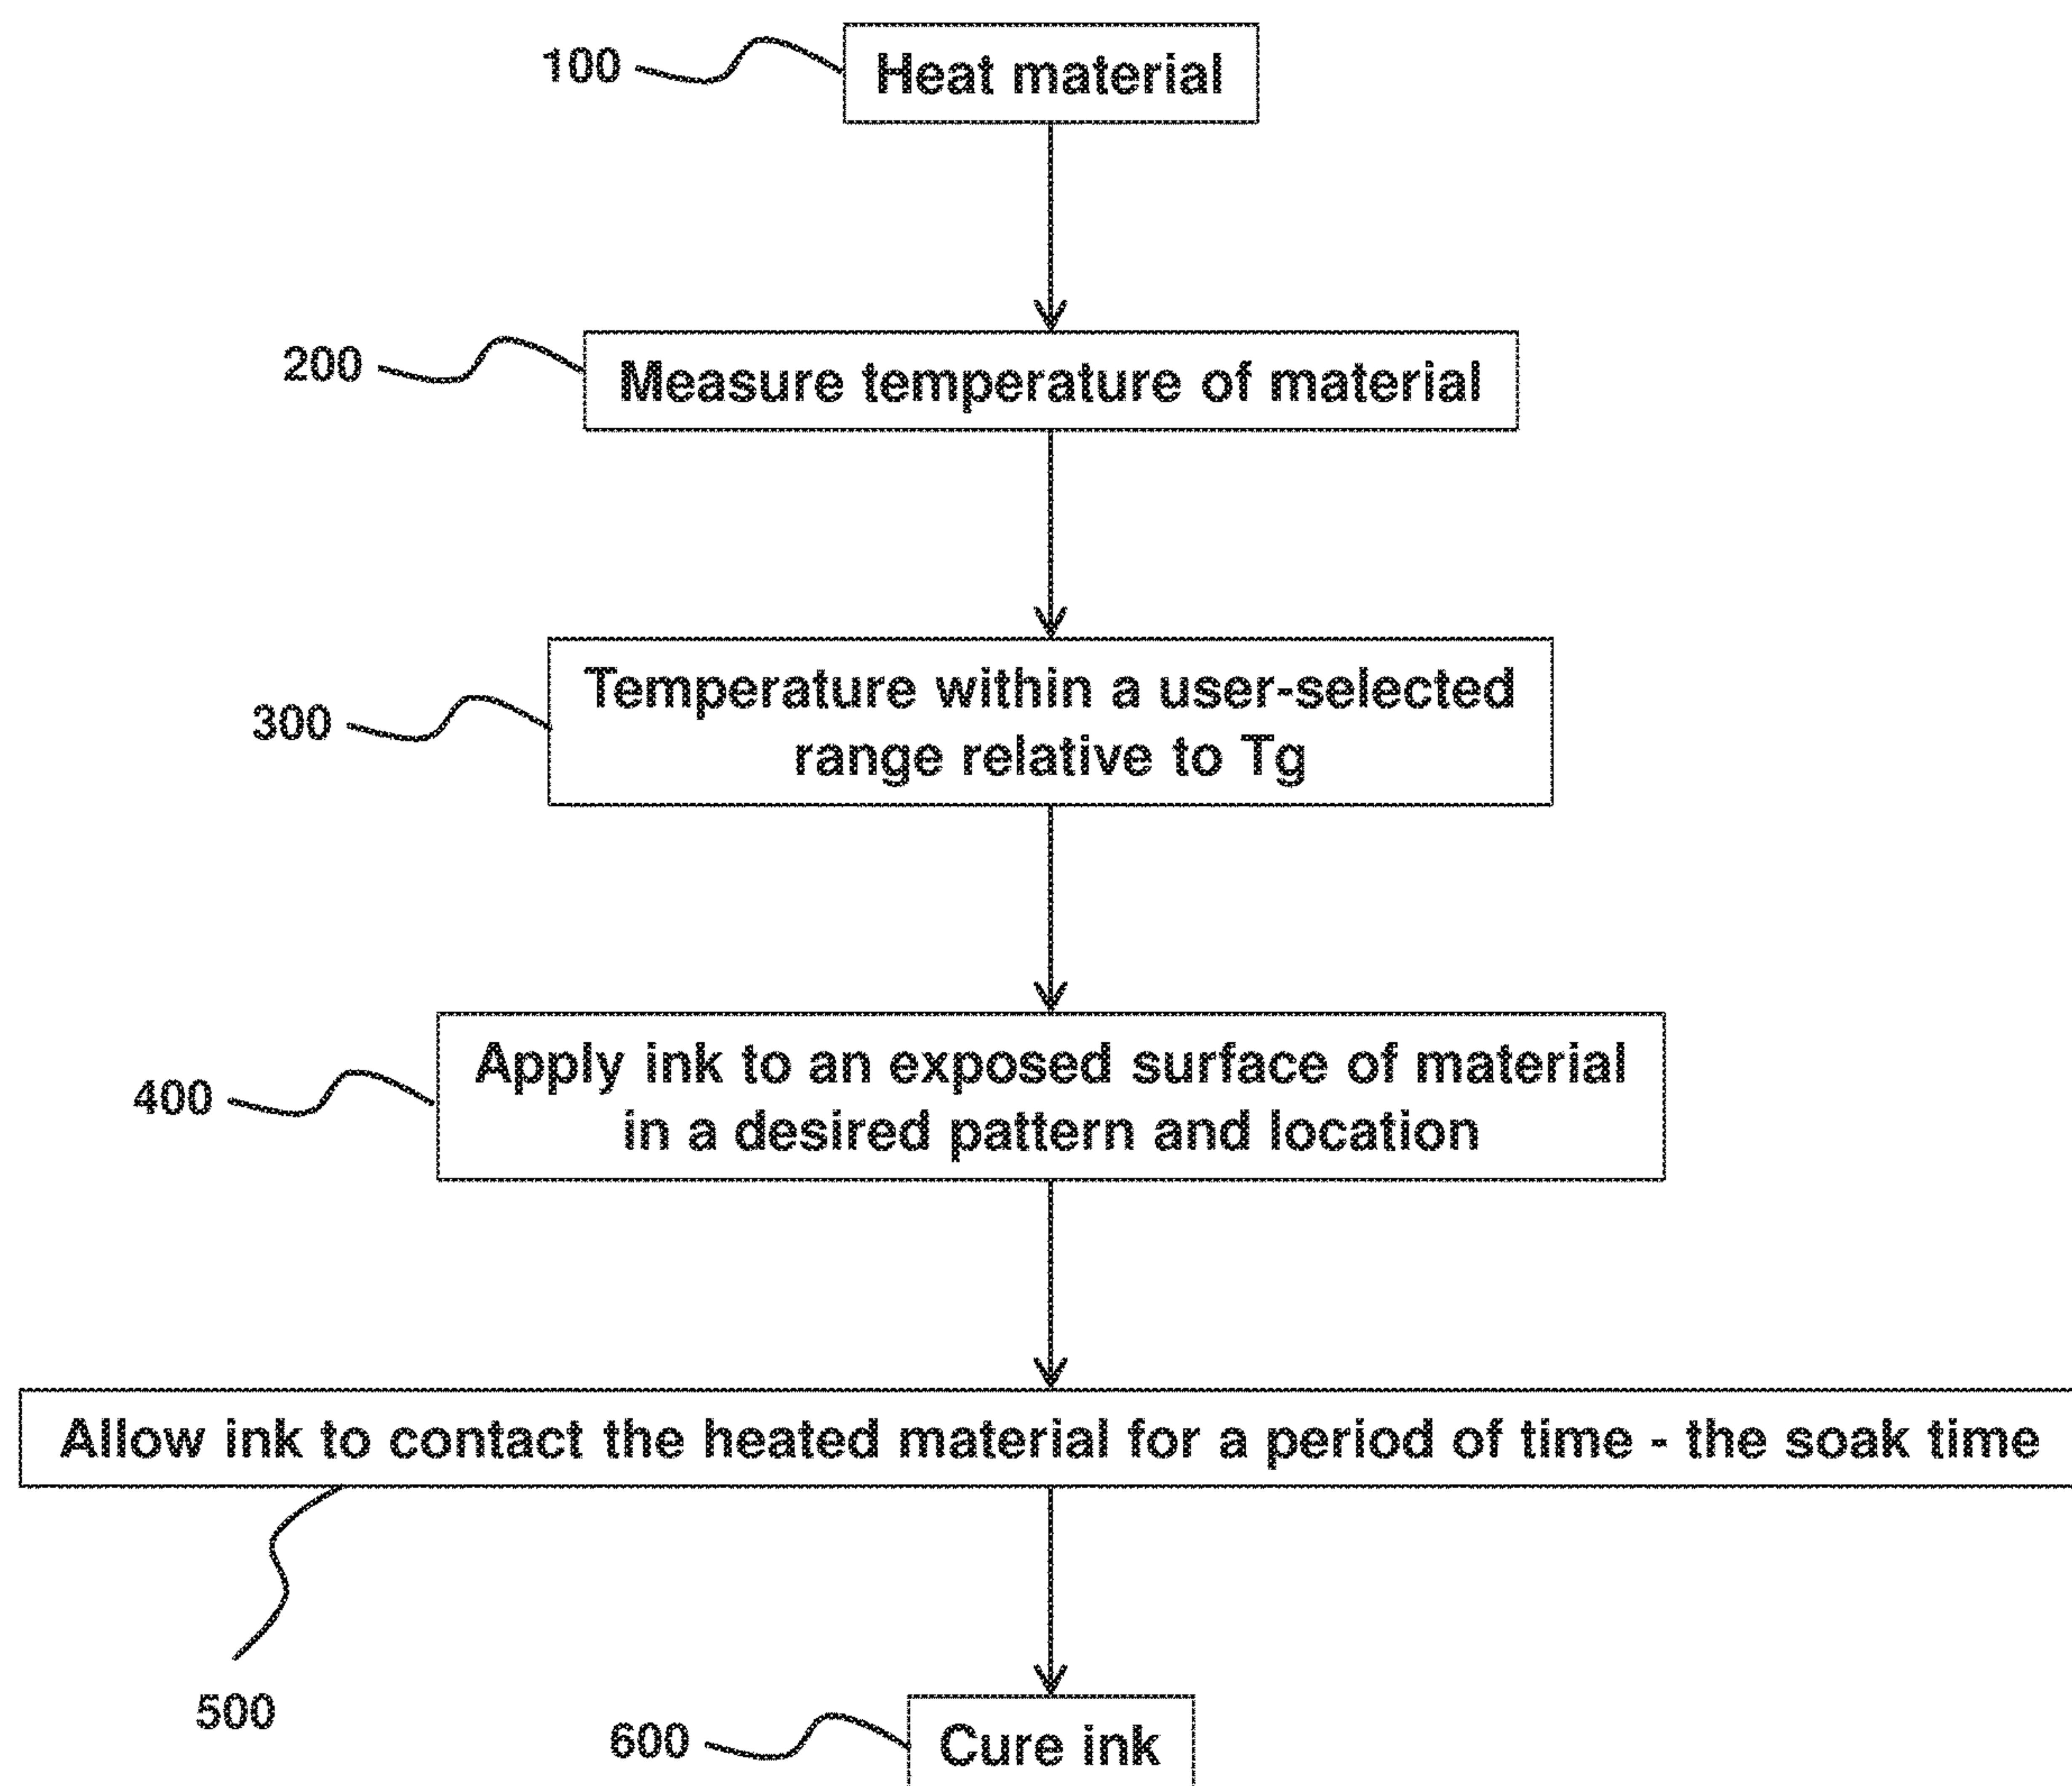 100
Heat material
200
Measure temperature of material
300
Temperature within a user-selected
range relative to Tg
400
Apply ink to an exposed surface of material
in a desired pattern and location
Allow ink to contact the heated material for a period of time - the soak time
500
600
Cure ink